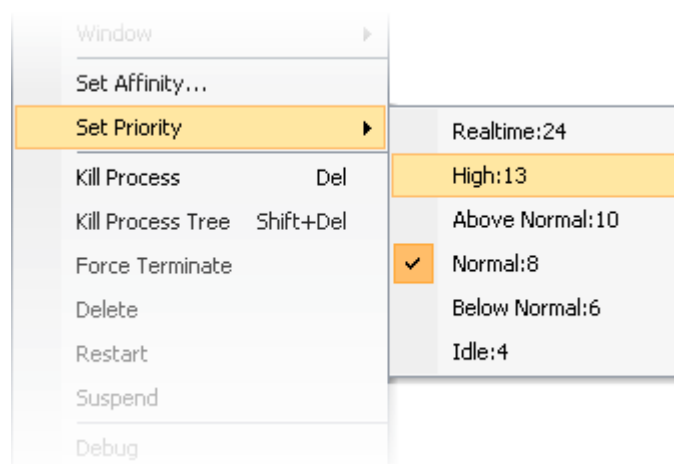 Window
Set Affinity...
Set Priority
Kill Process Del
Kill Process Tree Shift+Del
Force Terminate
Delete
Restart
Suspend
Debug
Realtime:24
High:13
Above Normal:10
Normal:8
Below Normal:6
Idle:4